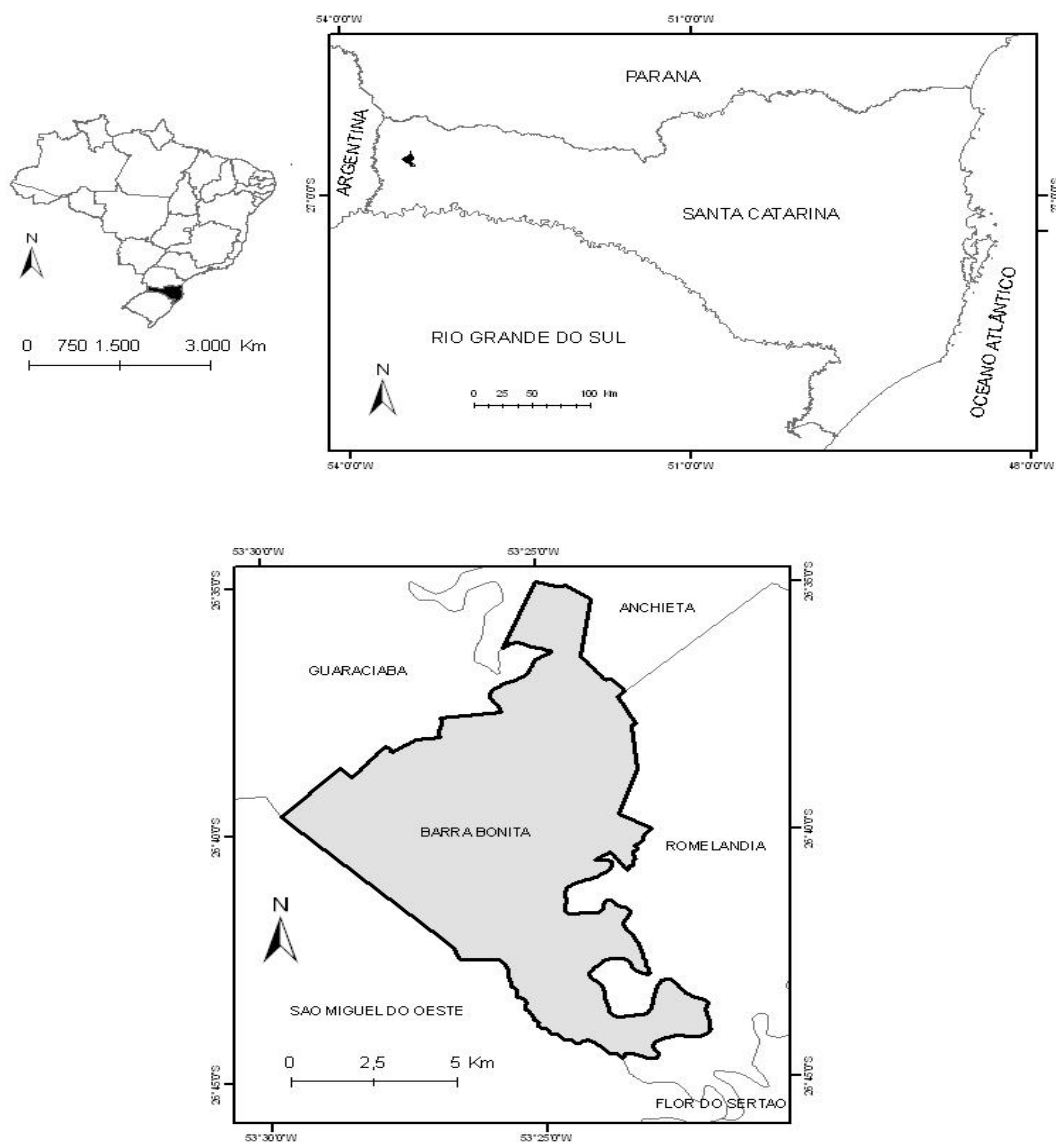 54°0'0"W
51°0'0"W
PARANA
ARGENTINA
27°0'0"S
SANTA CATARINA
N
0 750 1.500 3.000 Km
RIO GRANDE DO SUL
OCEANO ATLÂNTICO
N
0 25 50 100 Km
54°0'0"W
51°0'0"W
48°0'0"W
53°30'0"W
53°25'0"W
26°35'0"S
26°35'0"S
ANCHIETA
GUARACIABA
BARRA BONITA
ROMELANDIA
26°40'0"S
26°40'0"S
N
SAO MIGUEL DO OESTE
0 2,5 5 Km
26°45'0"S
26°45'0"S
FLOR DO SERTAO
53°30'0"W
53°25'0"W